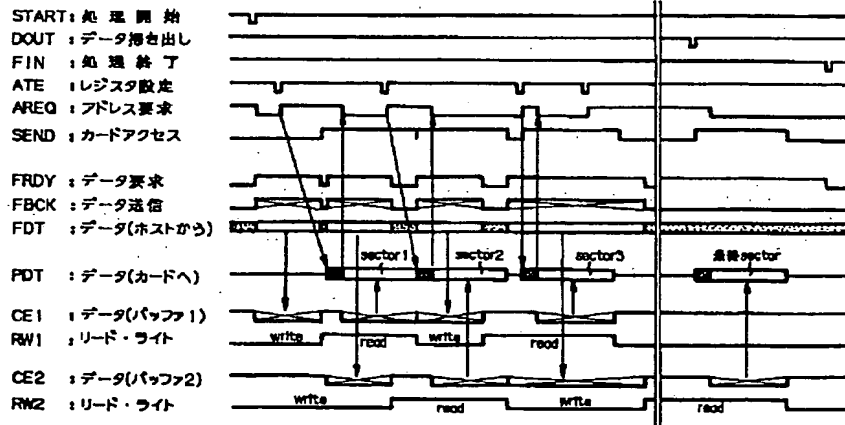 START：処理開始
DOUT：データ掃き出し
FIN：処理終了
ATE：レジスタ設定
AREQ：アドレス要求
SEND：カードアクセス
FRDY：データ要求
FBCK：データ送信
FDT：データ(ホストから)
PDT：データ(カードへ) sector1 sector2 sector3 最終sector
CE1：データ(バッファ1)
RW1：リード・ライト write read write read
CE2：データ(バッファ2)
RW2：リード・ライト write read write read